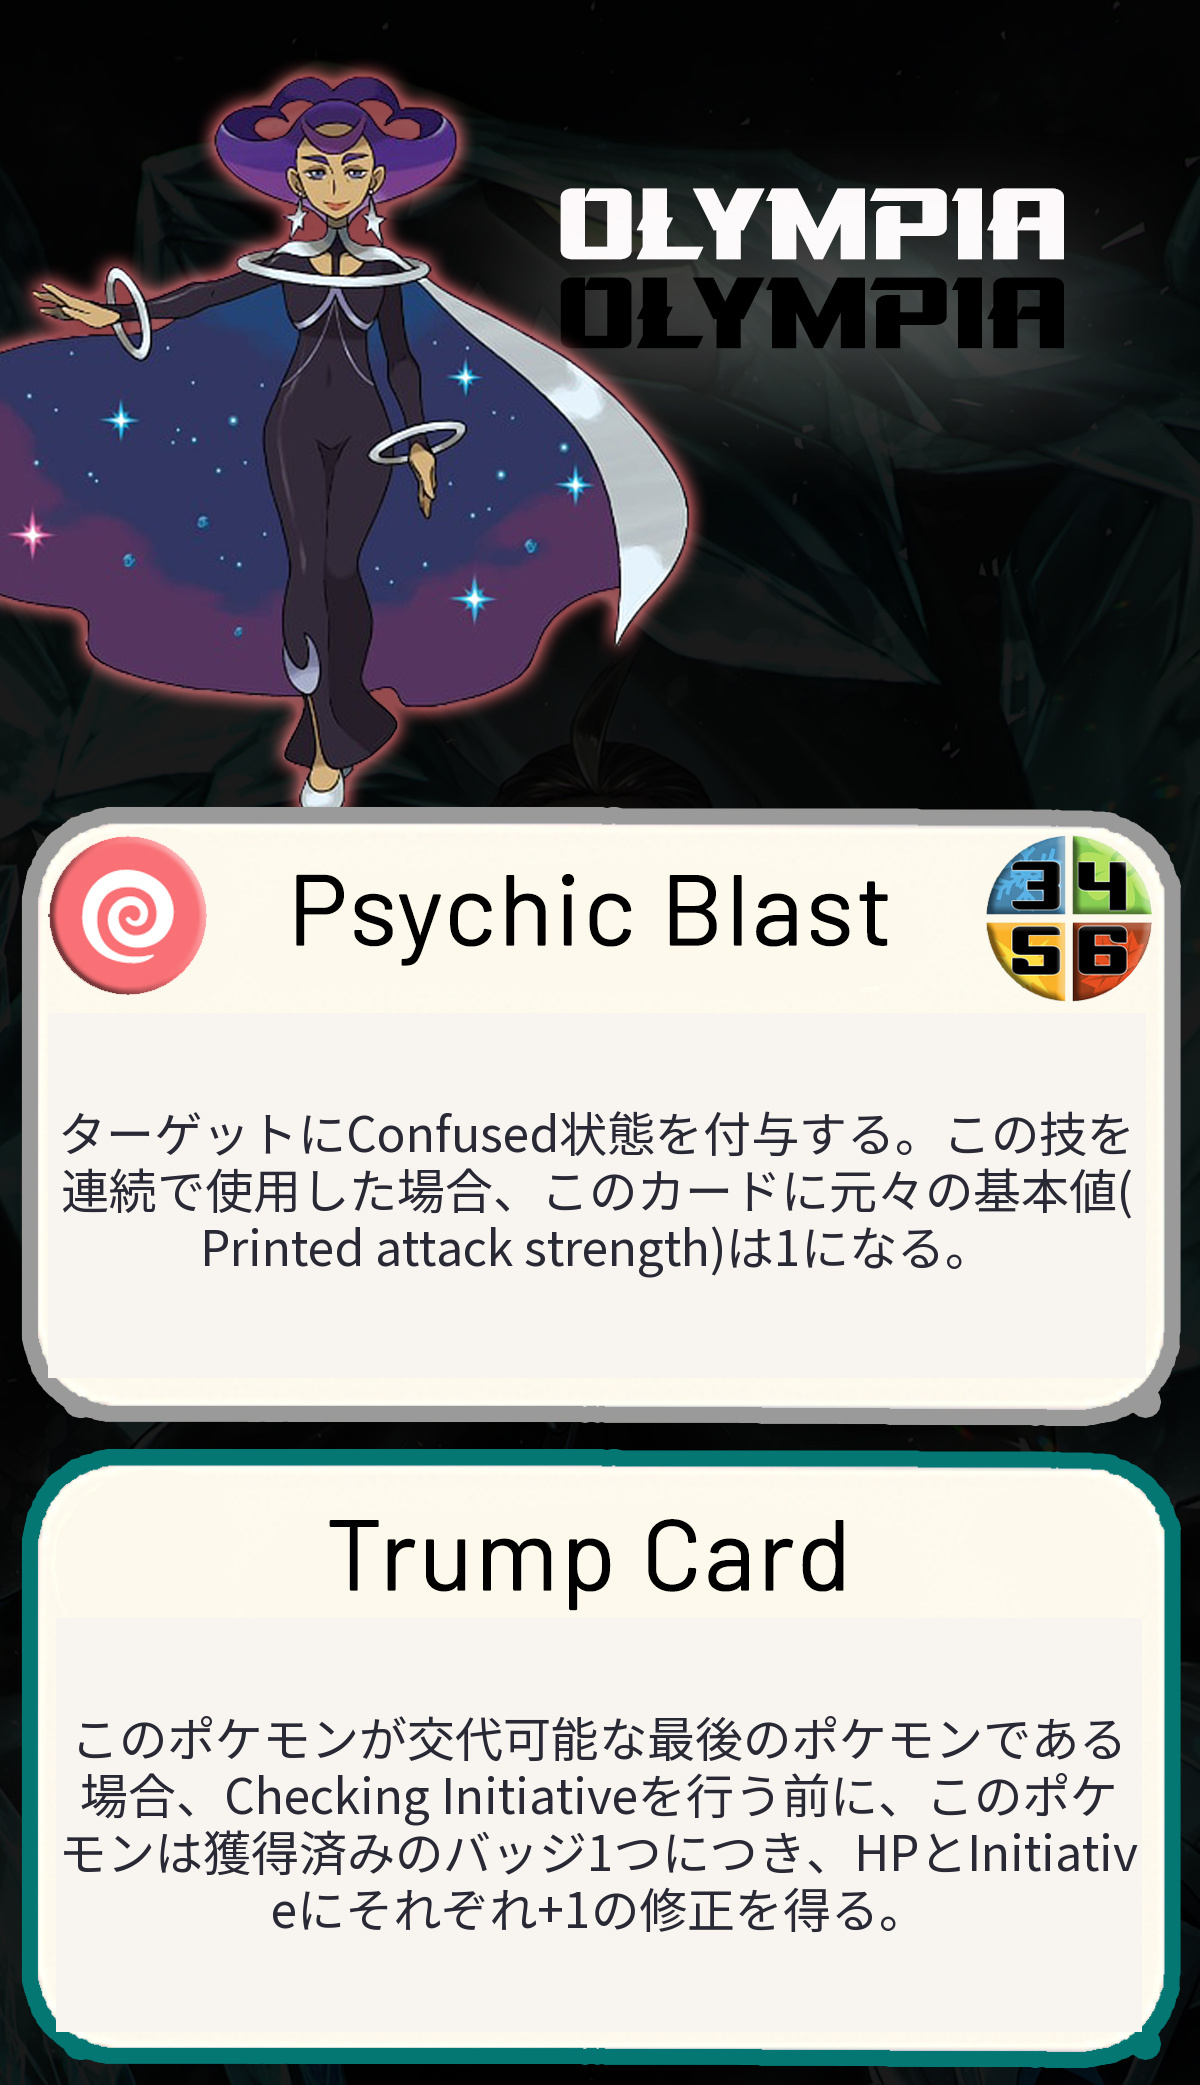 OLYMPIA
OLYMPIA
Psychic Blast
3 4
5 6
ターゲットにConfused状態を付与する。この技を
連続で使用した場合、このカードに元々の基本値(
Printed attack strength)は1になる。
Trump Card
このポケモンが交代可能な最後のポケモンである
場合、Checking Initiativeを行う前に、このポケ
モンは獲得済みのバッジ1つにつき、HPとInitiativ
eにそれぞれ+1の修正を得る。